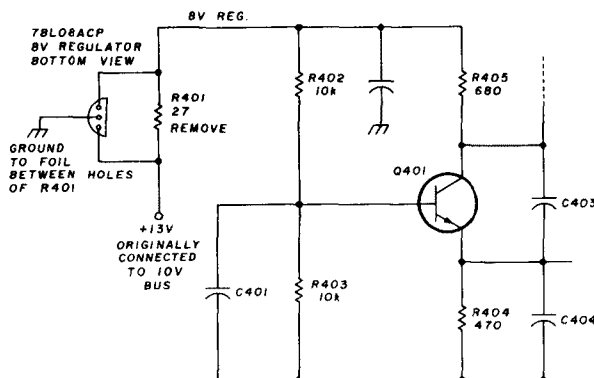 78L08ACP
8V REGULATOR
BOTTOM VIEW
8V REG.
R401
27
REMOVE
GROUND
TO FOIL
BETWEEN HOLES
OF R401
+13V
ORIGINALLY
CONNECTED
TO 10V
BUS
R402
10k
R405
680
Q401
C403
C401
R403
10k
R404
470
C404